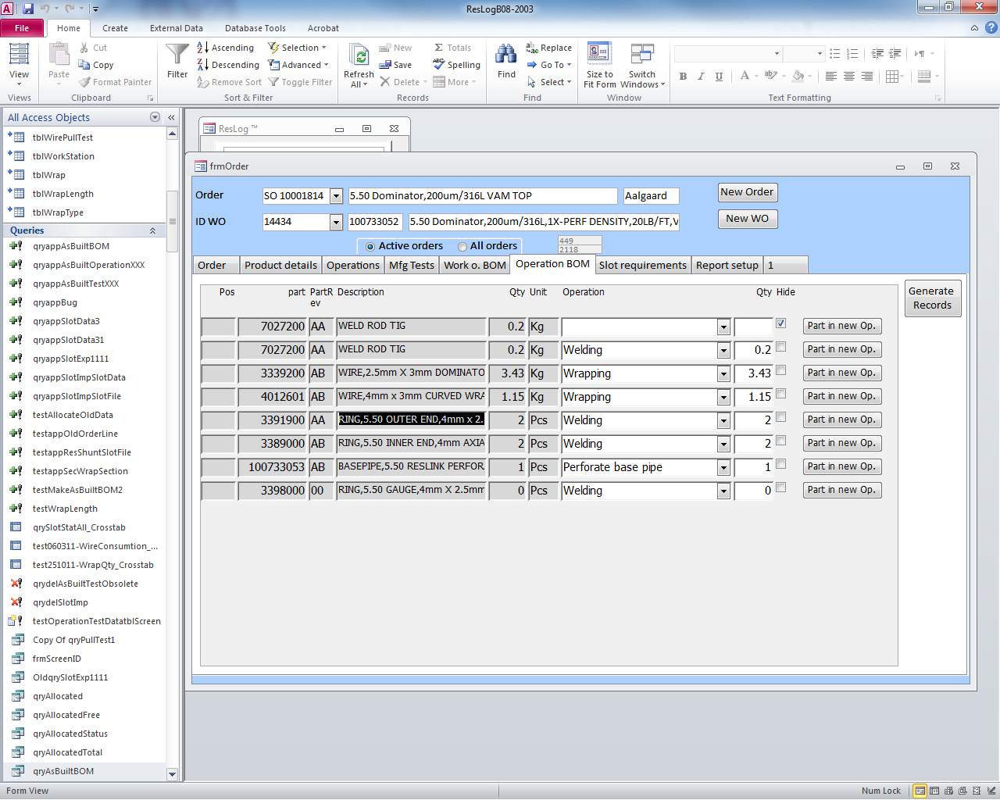 ResLogB08-2003
File Home Create External Data Database Tools Acrobat
View
Views
Paste
Cut
Copy
Format Painter
Clipboard
Filter
Ascending
Descending
Remove Sort
Selection
Advanced
Toggle Filter
Sort & Filter
Refresh All
New
Save
Delete
Totals
Spelling
More
Records
Find
Replace
Go To
Select
Find
Size to Fit Form
Switch Windows
Window
Text Formatting
All Access Objects
tblWirePullTest
tblWorkStation
tblWrap
tblWrapLength
tblWrapType
Queries
qryappAsBuiltBOM
qryappAsBuiltOperationXXX
qryappAsBuiltTestXXX
qryappBug
qryappSlotData3
qryappSlotData31
qryappSlotExp1111
qryappSlotImpSlotData
qryappSlotImpSlotFile
testAllocateOldData
testappOldOrderLine
testappResShuntSlotFile
testappSecWrapSection
testMakeAsBuiltBOM2
testWrapLength
qrySlotStatAll_Crosstab
test060311-WireConsumtion_...
test251011-WrapQty_Crosstab
qrydelAsBuiltTestObsolete
qrydelSlotImp
testOperationTestDatatblScreen
Copy Of qryPullTest1
frmScreenID
OldqrySlotExp1111
qryAllocated
qryAllocatedFree
qryAllocatedStatus
qryAllocatedTotal
qryAsBuiltBOM
ResLog ™
frmOrder
Order SO 10001814 5.50 Dominator,200um/316L VAM TOP Aalgaard New Order
ID WO 14434 100733052 5.50 Dominator,200um/316L,1X-PERF DENSITY,20LB/FT,V New WO
Active orders All orders 449
2118
Order Product details Operations Mfg Tests Work o. BOM Operation BOM Slot requirements Report setup 1
Pos part PartRev Description Qty Unit Operation Qty Hide
Generate Records
7027200 AA WELD ROD TIG 0.2 Kg Part in new Op.
7027200 AA WELD ROD TIG 0.2 Kg Welding 0.2 Part in new Op.
3339200 AB WIRE,2.5mm X 3mm DOMINATO 3.43 Kg Wrapping 3.43 Part in new Op.
4012601 AB WIRE,4mm x 3mm CURVED WRA 1.15 Kg Wrapping 1.15 Part in new Op.
3391900 AA RING,5.50 OUTER END,4mm x 2. 2 Pcs Welding 2 Part in new Op.
3389000 AB RING,5.50 INNER END,4mm AXIA 2 Pcs Welding 2 Part in new Op.
100733053 AB BASEPIPE,5.50 RESLINK PERFOR 1 Pcs Perforate base pipe 1 Part in new Op.
3398000 00 RING,5.50 GAUGE,4mm X 2.5mm 0 Pcs Welding 0 Part in new Op.
Form View
Num Lock